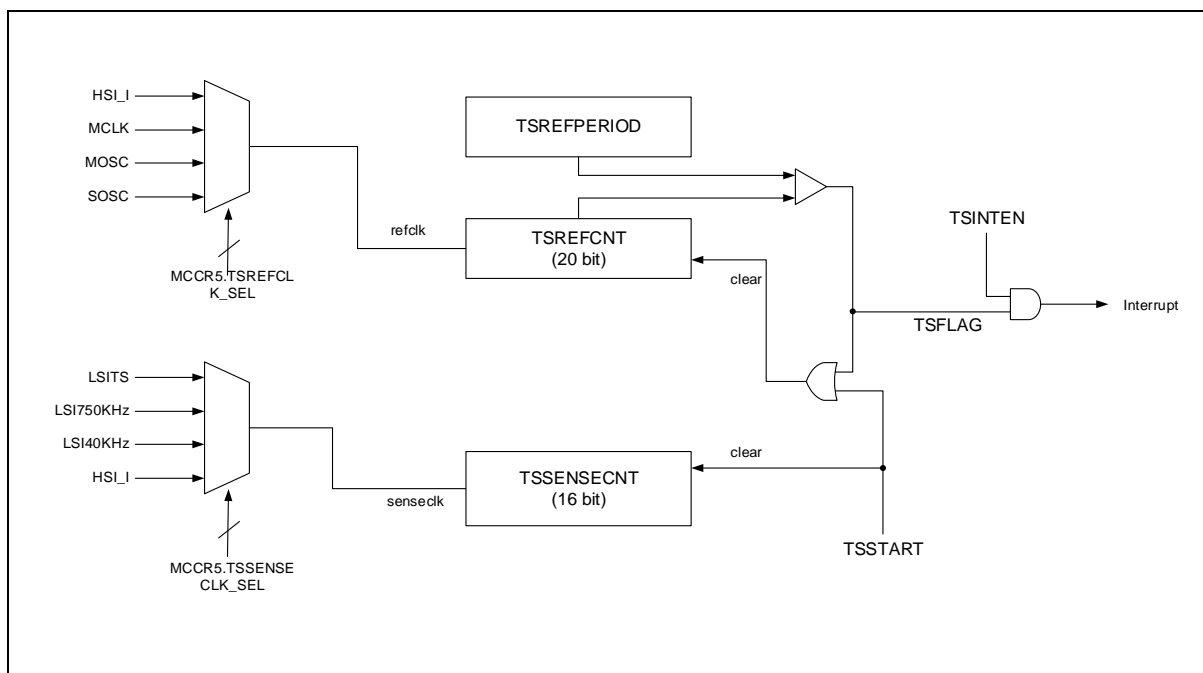 HSI_I
MCLK
MOSC
SOSC
MCCR5.TSREFCL
K_SEL
refclk
TSREFPERIOD
TSREFCNT
(20 bit)
clear
TSINTEN
TSFLAG
Interrupt
LSITS
LSI750KHz
LSI40KHz
HSI_I
MCCR5.TSSENSE
CLK_SEL
senseclk
TSSENSECNT
(16 bit)
clear
TSSTART